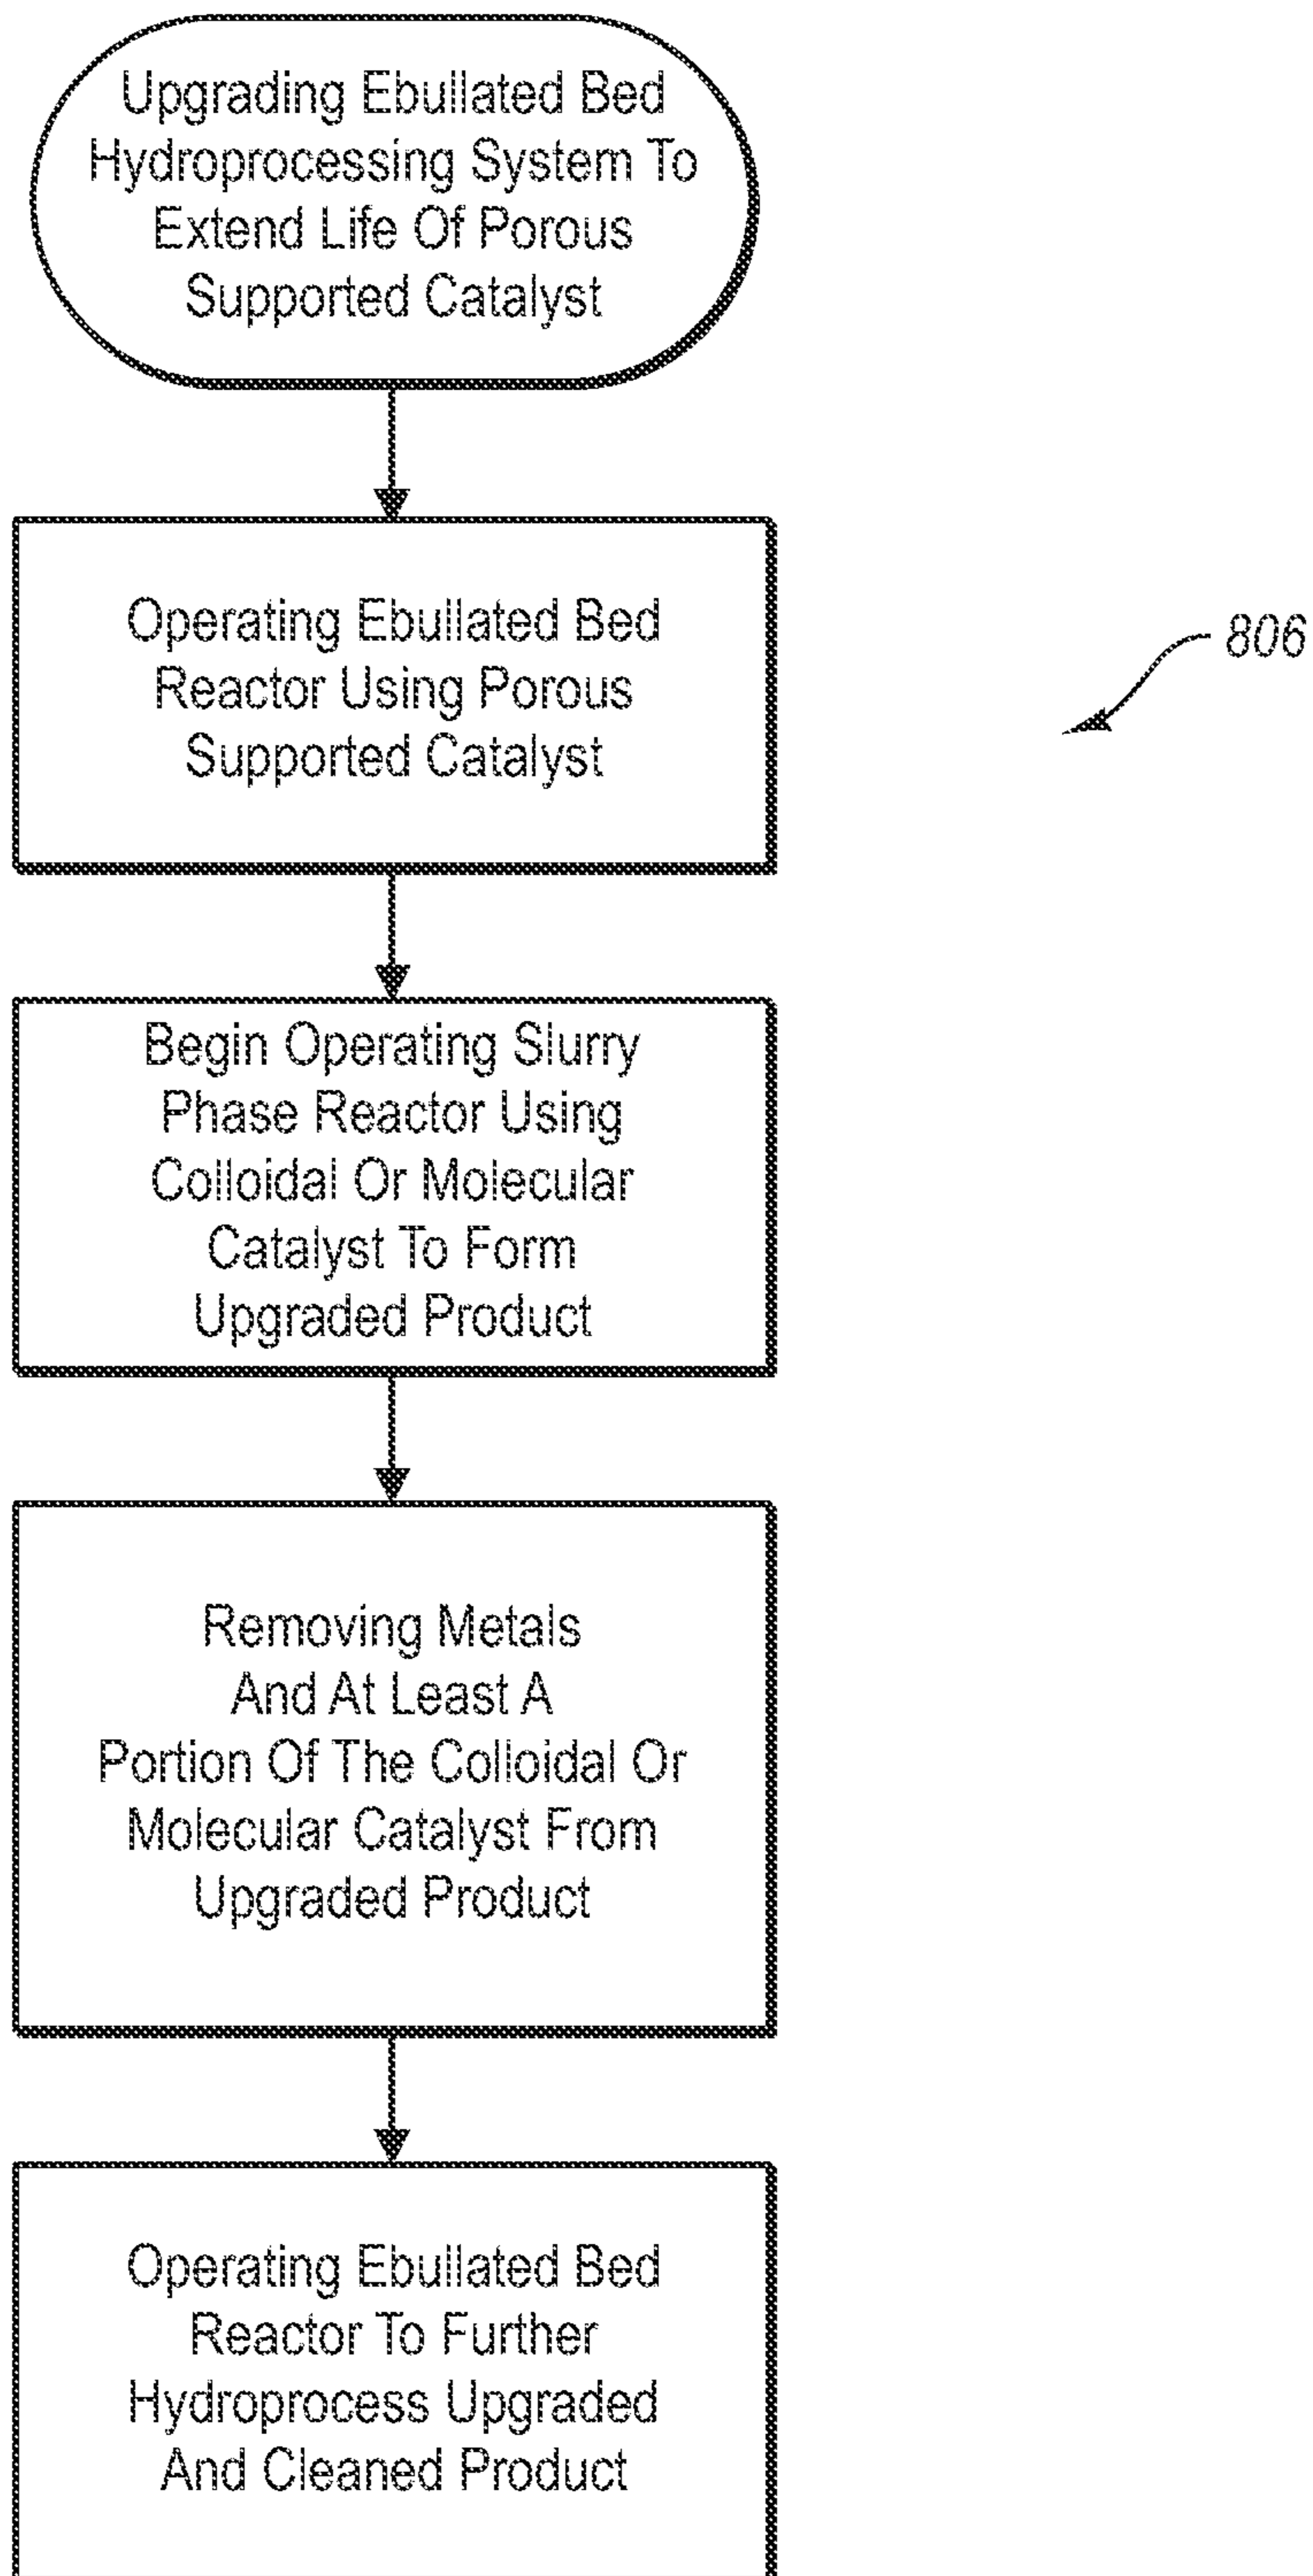 Upgrading Ebullated Bed
Hydroprocessing System To
Extend Life Of Porous
Supported Catalyst
Operating Ebullated Bed
Reactor Using Porous
Supported Catalyst
806
Begin Operating Slurry
Phase Reactor Using
Colloidal Or Molecular
Catalyst To Form
Upgraded Product
Removing Metals
And At Least A
Portion Of The Colloidal Or
Molecular Catalyst From
Upgraded Product
Operating Ebullated Bed
Reactor To Further
Hydroprocess Upgraded
And Cleaned Product